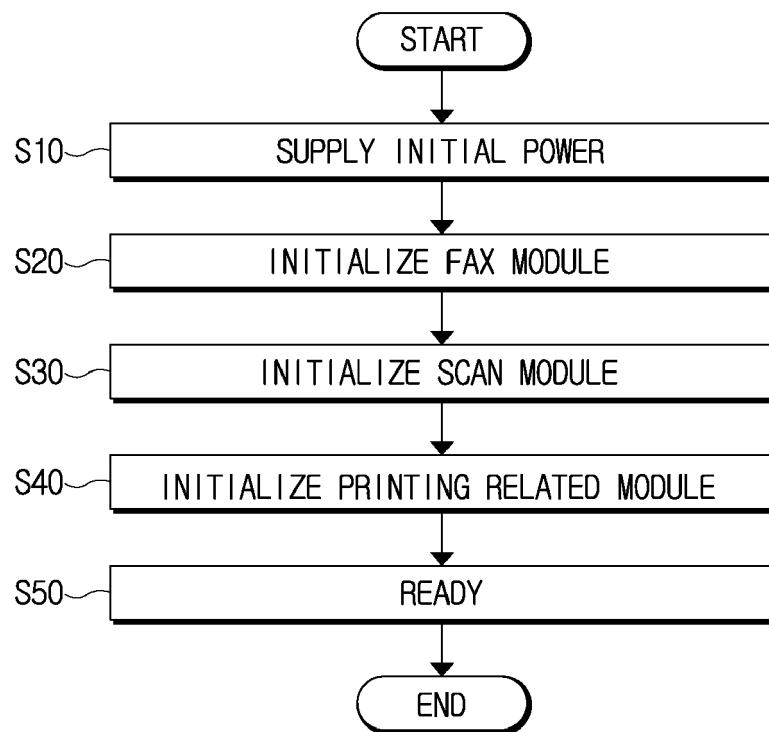 START
S10 SUPPLY INITIAL POWER
S20 INITIALIZE FAX MODULE
S30 INITIALIZE SCAN MODULE
S40 INITIALIZE PRINTING RELATED MODULE
S50 READY
END